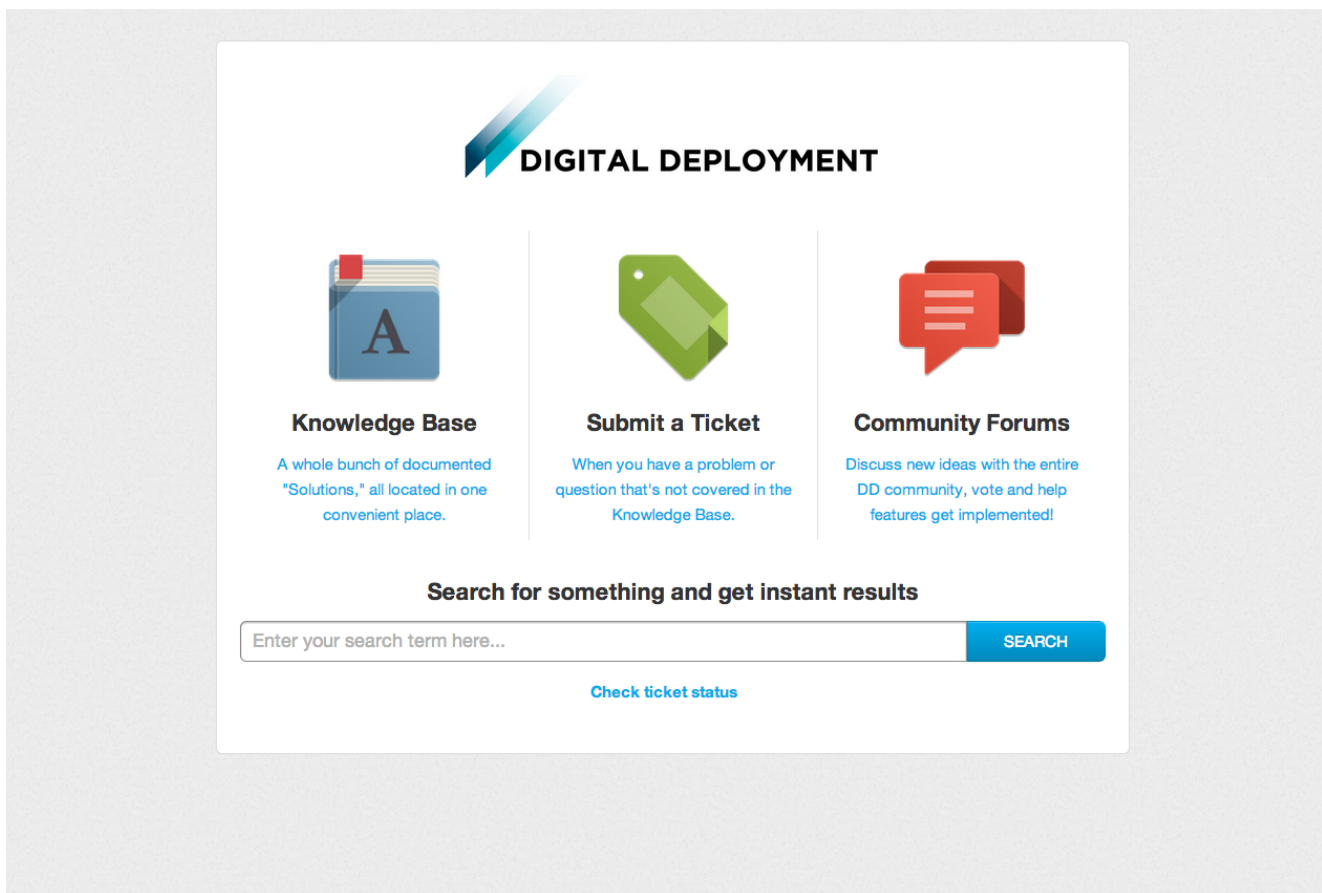 DIGITAL DEPLOYMENT
A
Knowledge Base
A whole bunch of documented
"Solutions," all located in one
convenient place.
Submit a Ticket
When you have a problem or
question that's not covered in the
Knowledge Base.
Community Forums
Discuss new ideas with the entire
DD community, vote and help
features get implemented!
Search for something and get instant results
Enter your search term here...
SEARCH
Check ticket status